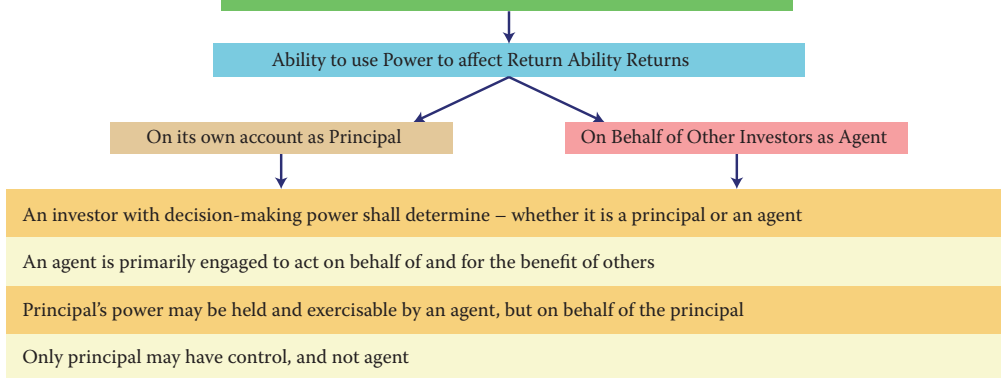 Ability to use Power to affect Return Ability Returns
On its own account as Principal
On Behalf of Other Investors as Agent
An investor with decision-making power shall determine – whether it is a principal or an agent
An agent is primarily engaged to act on behalf of and for the benefit of others
Principal's power may be held and exercisable by an agent, but on behalf of the principal
Only principal may have control, and not agent